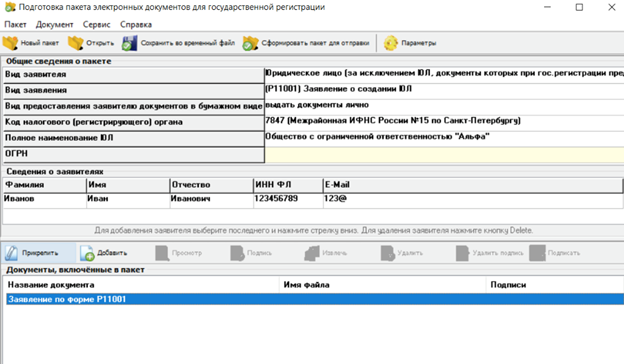 Подготовка пакета электронных документов для государственной регистрации
Пакет Документ Сервис Справка
Новый пакет Открыть Сохранить во временный файл Сформировать пакет для отправки Параметры
Общие сведения о пакете
Вид заявителя Юридическое лицо (за исключением ЮЛ, документы которых при гос.регистрации пред
Вид заявления (Р11001) Заявление о создании ЮЛ
Вид предоставления заявителю документов в бумажном виде выдать документы лично
Код налогового (регистрирующего) органа 7847 (Межрайонная ИФНС России №15 по Санкт-Петербургу)
Полное наименование ЮЛ Общество с ограниченной ответственностью "Альфа"
ОГРН
Сведения о заявителях
Фамилия Имя Отчество ИНН ФЛ E-Mail
Иванов Иван Иванович 123456789 123@
Для добавления заявителя выберите последнего и нажмите стрелку вниз. Для удаления заявителя нажмите кнопку Delete.
Прикрепить Добавить Просмотр Подпись Извлечь Удалить Удалить подпись Подписать
Документы, включённые в пакет
Название документа Имя файла Подписи
Заявление по форме Р11001